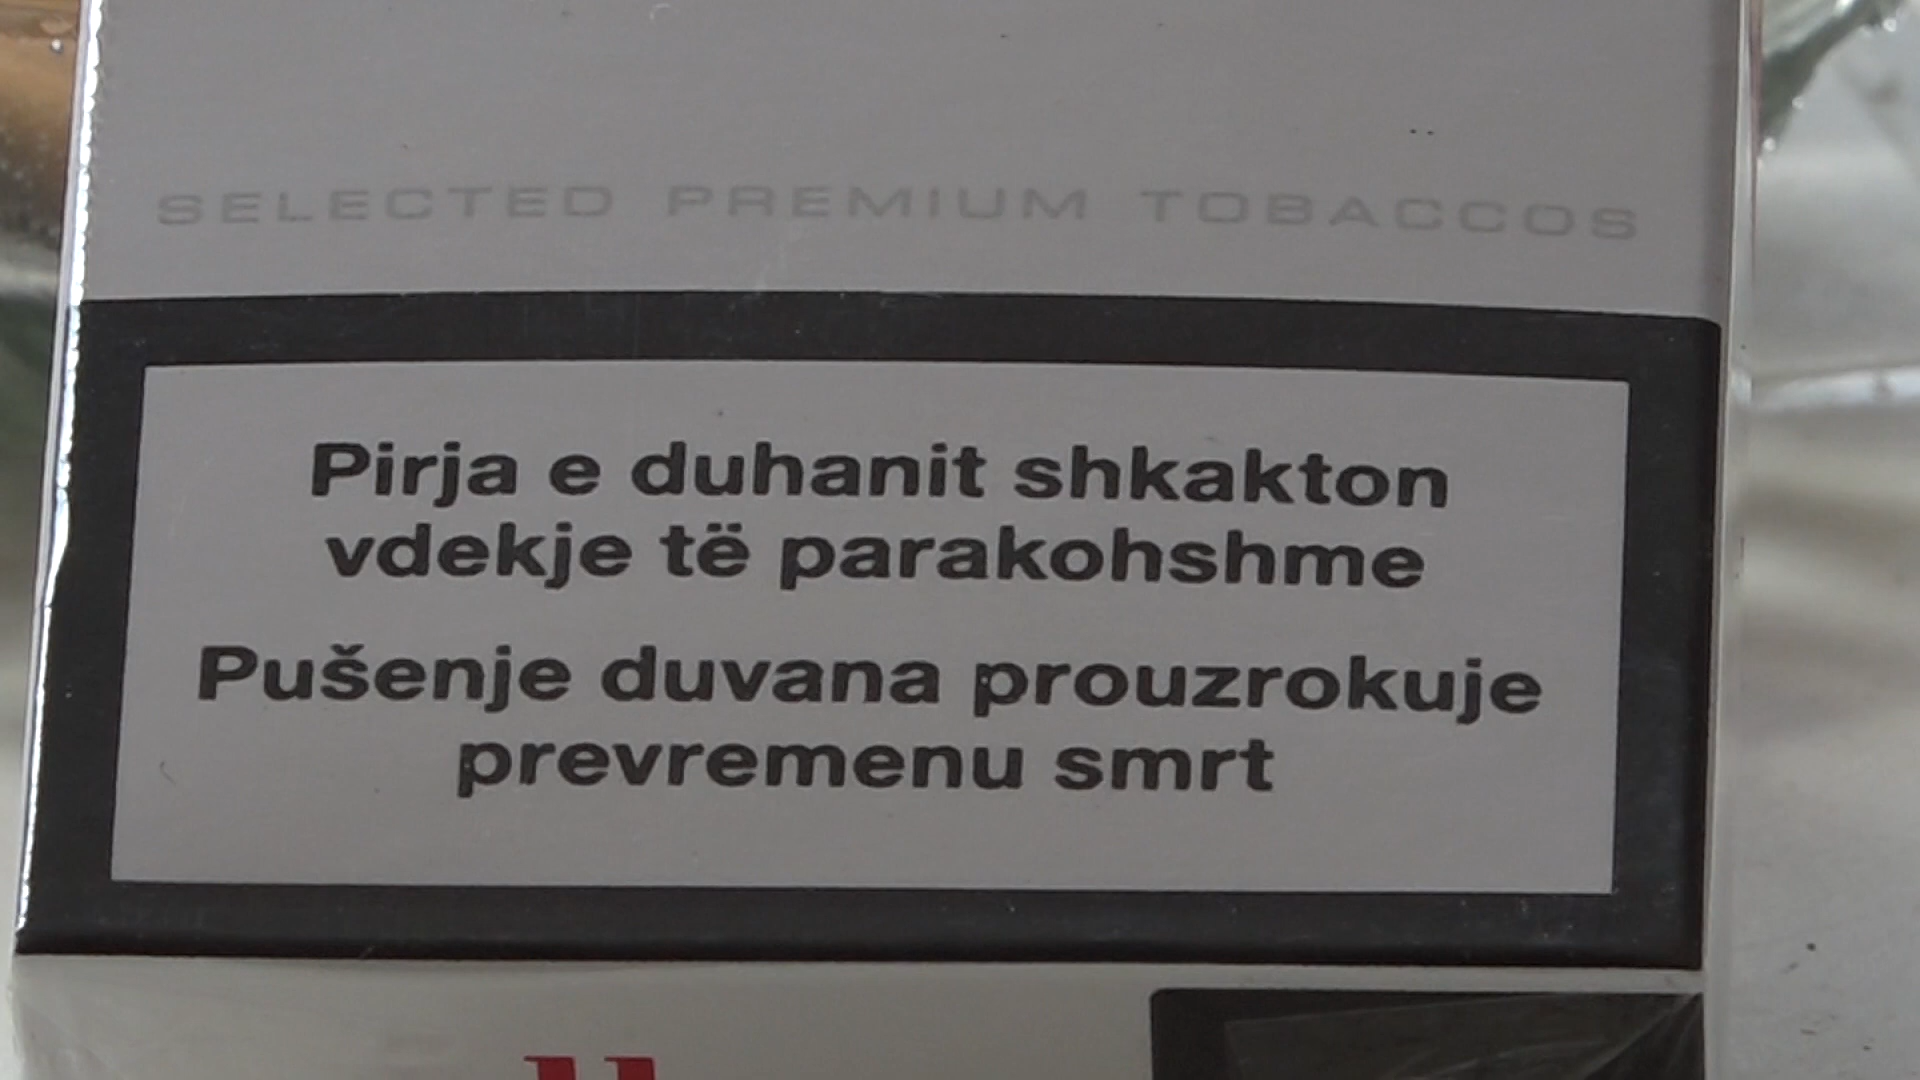 SELECTED PREMIUM TOBACCOS
Pirja e duhanit shkakton
vdekje të parakohshme
Pušenje duvana prouzrokuje
prevremenu smrt